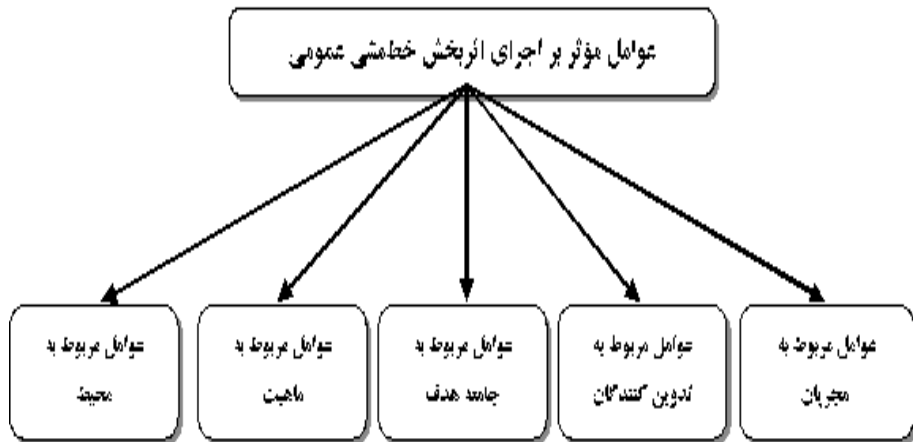 عوامل مؤثر بر اجرای اثربخش خط‌مشی عمومی
عوامل مربوط به
مجریان
عوامل مربوط به
تدوین کنندگان
عوامل مربوط به
جامعه هدف
عوامل مربوط به
ماهیت
عوامل مربوط به
محیط